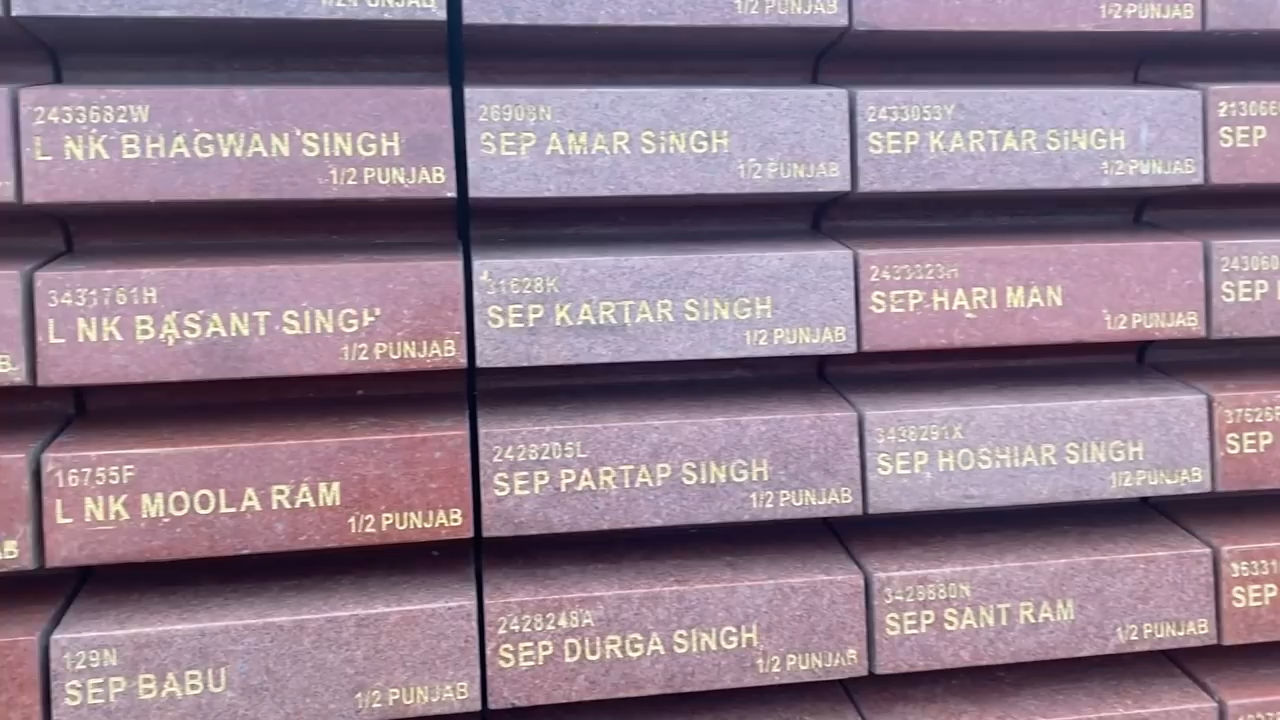 1/2 PUNJAB
1/2 PUNJAB
1/2 PUNJAB
2433682W
L NK BHAGWAN SINGH
1/2 PUNJAB
26908N
SEP AMAR SINGH
1/2 PUNJAB
2433053Y
SEP KARTAR SINGH
1/2 PUNJAB
SEP
3431761H
L NK BASANT SINGH
1/2 PUNJAB
31628K
SEP KARTAR SINGH
1/2 PUNJAB
2433323H
SEP HARI MAN
1/2 PUNJAB
SEP
16755F
L NK MOOLA RAM
1/2 PUNJAB
2428205L
SEP PARTAP SINGH
1/2 PUNJAB
3438291X
SEP HOSHIAR SINGH
1/2 PUNJAB
SEP
129N
SEP BABU
1/2 PUNJAB
2428248A
SEP DURGA SINGH
1/2 PUNJAB
3429880N
SEP SANT RAM
1/2 PUNJAB
SEP